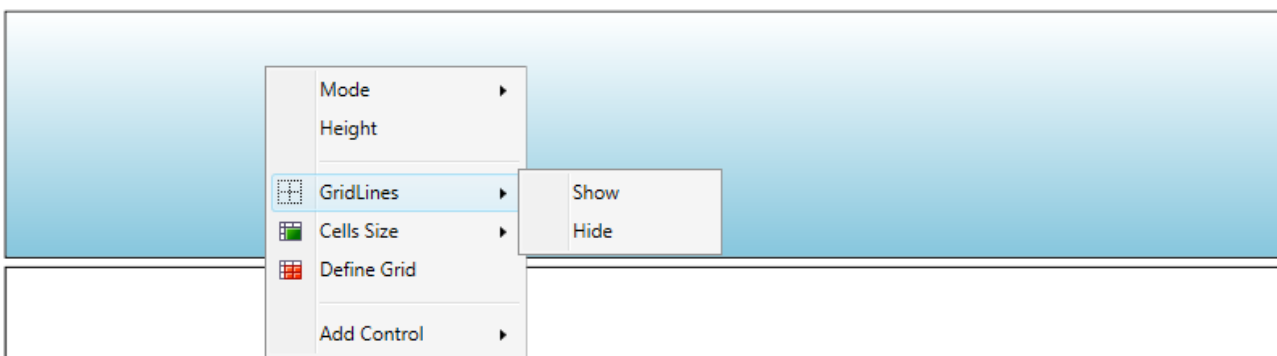 Mode
Height
GridLines
Show
Cells Size
Hide
Define Grid
Add Control